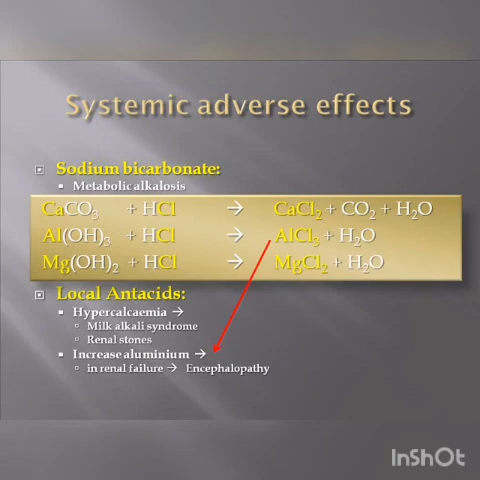 Systemic adverse effects
Sodium bicarbonate:
Metabolic alkalosis
CaCO₃ + HCl → CaCl₂ + CO₂ + H₂O
Al(OH)₃ + HCl → AlCl₃ + H₂O
Mg(OH)₂ + HCl → MgCl₂ + H₂O
Local Antacids:
Hypercalcaemia →
Milk alkali syndrome
Renal stones
Increase aluminium →
in renal failure → Encephalopathy
InShOt